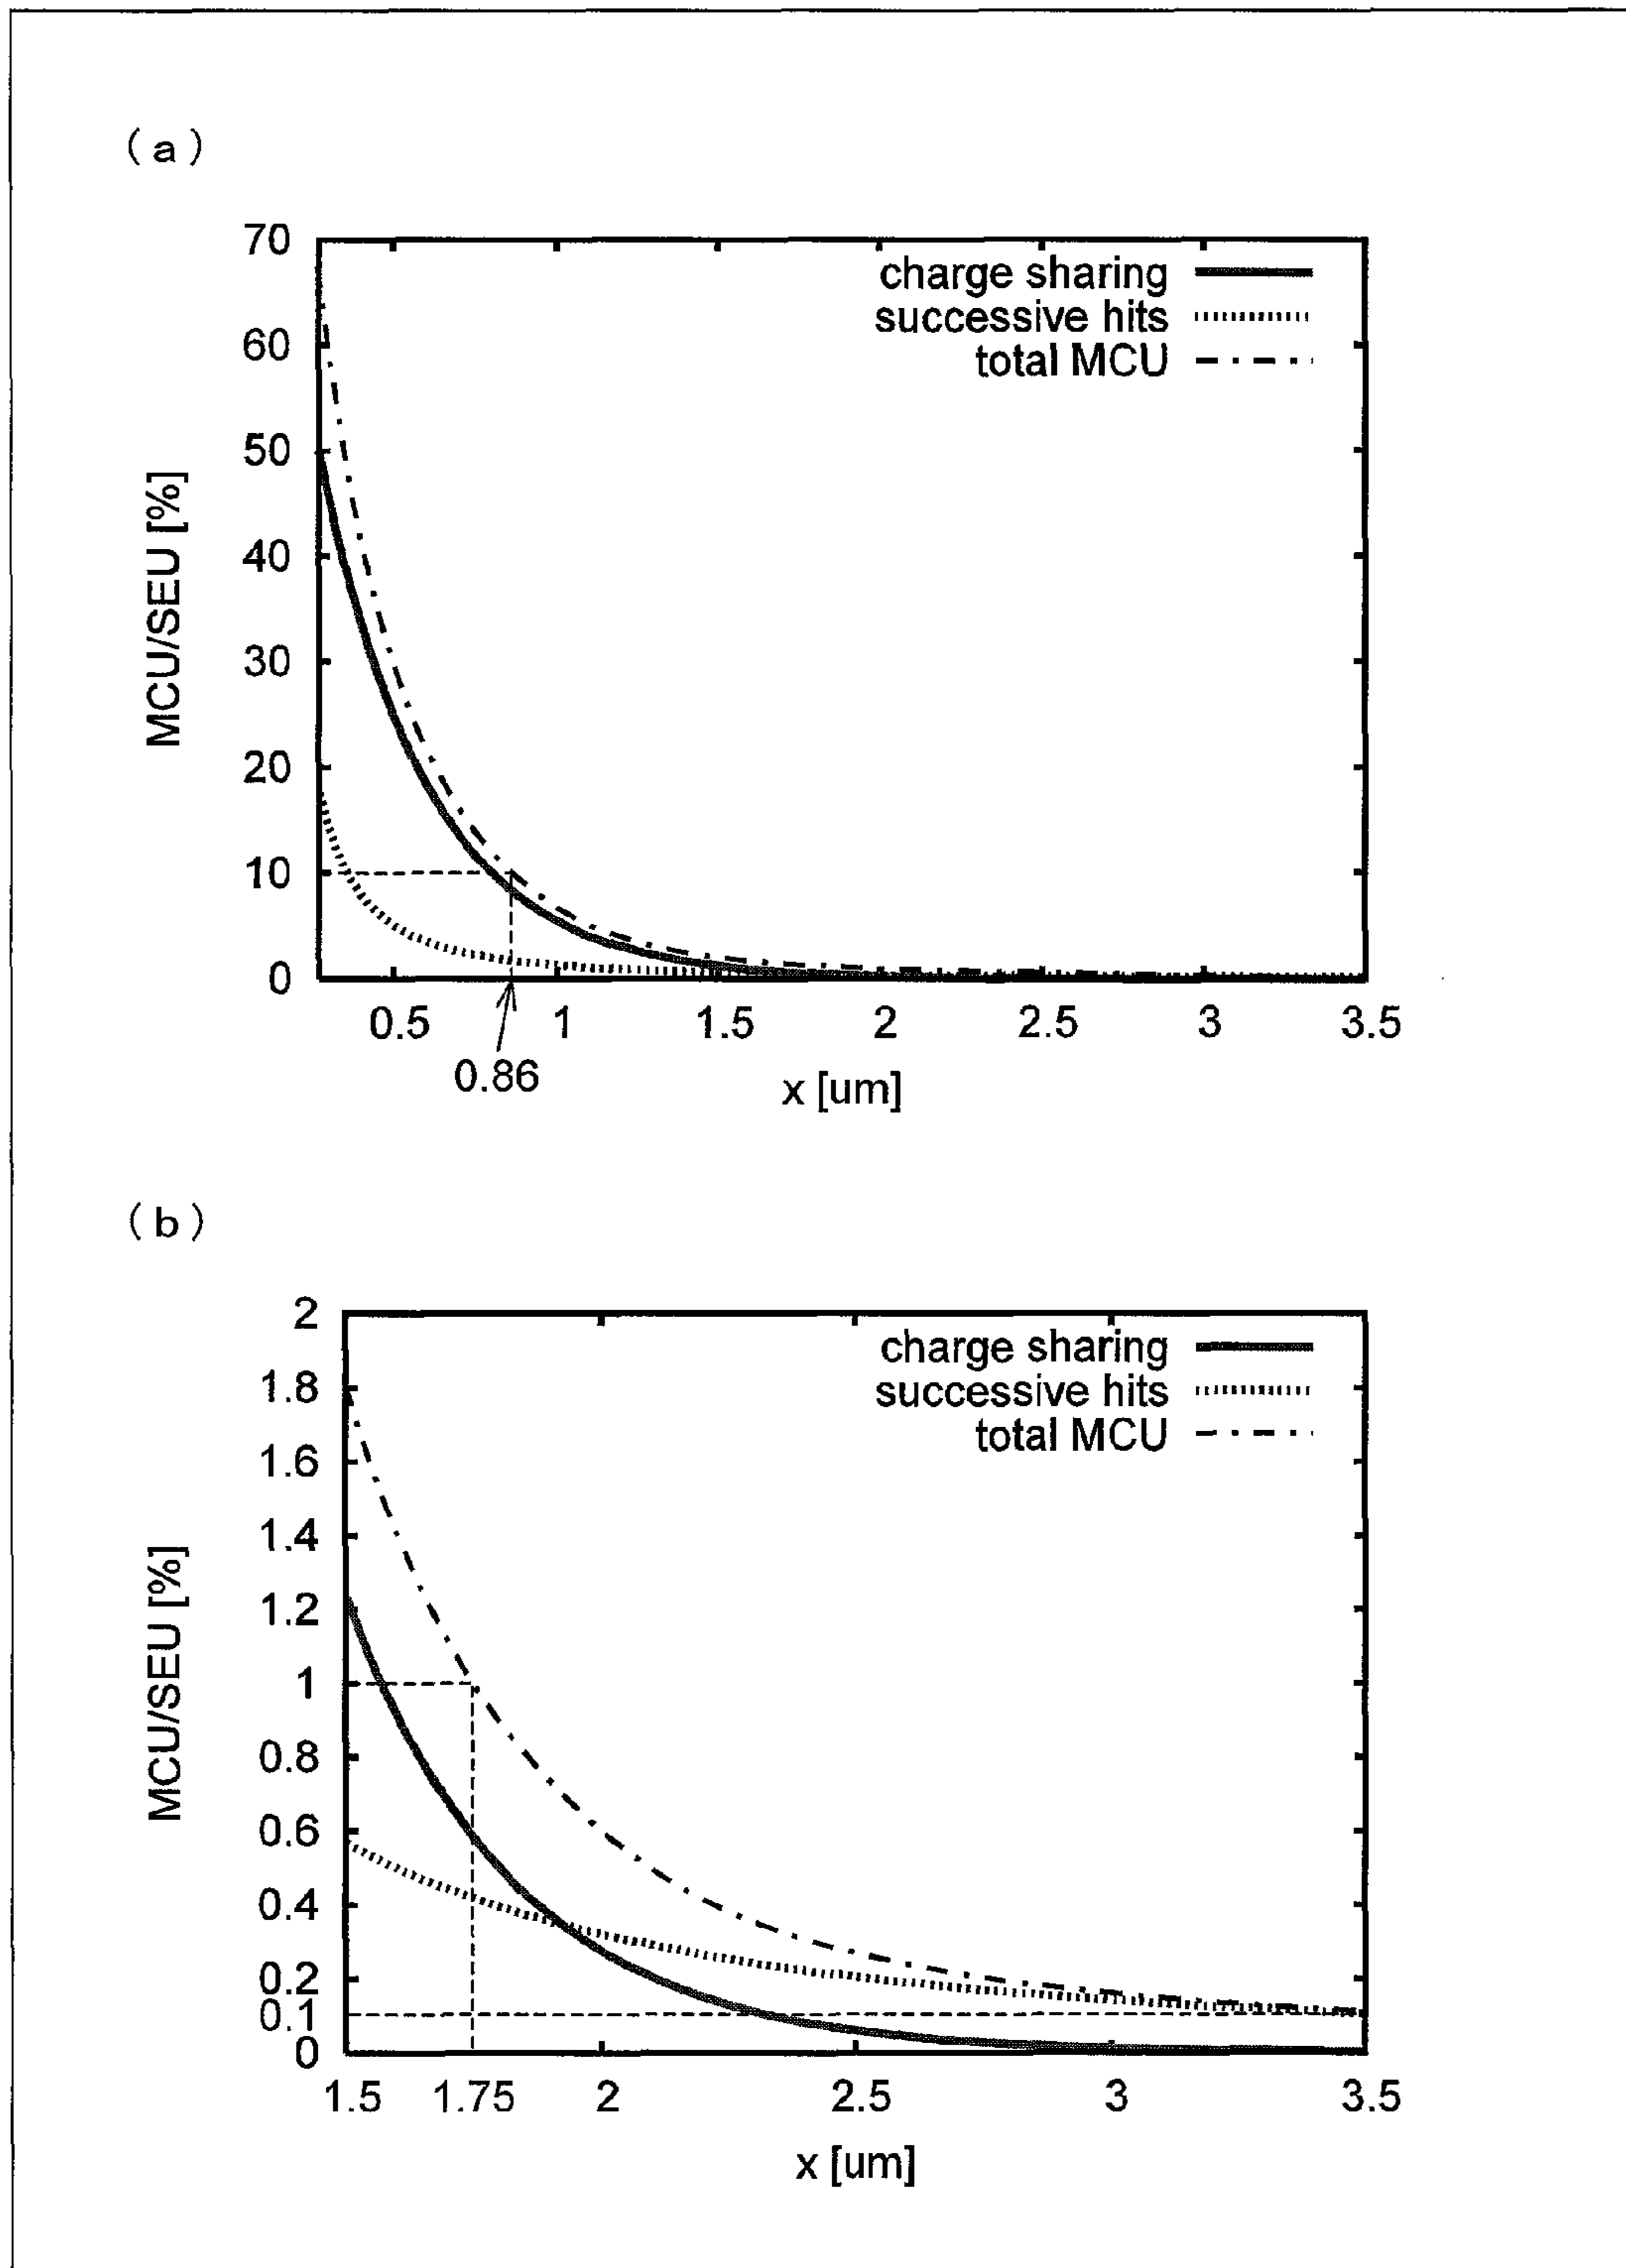 (a)
70
60
50
40
30
20
10
0
MCU/SEU [%]
charge sharing
successive hits
total MCU
0.5 1 1.5 2 2.5 3 3.5
0.86
x [um]
(b)
2
1.8
1.6
1.4
1.2
1
0.8
0.6
0.4
0.2
0.1
0
MCU/SEU [%]
charge sharing
successive hits
total MCU
1.5 1.75 2 2.5 3 3.5
x [um]